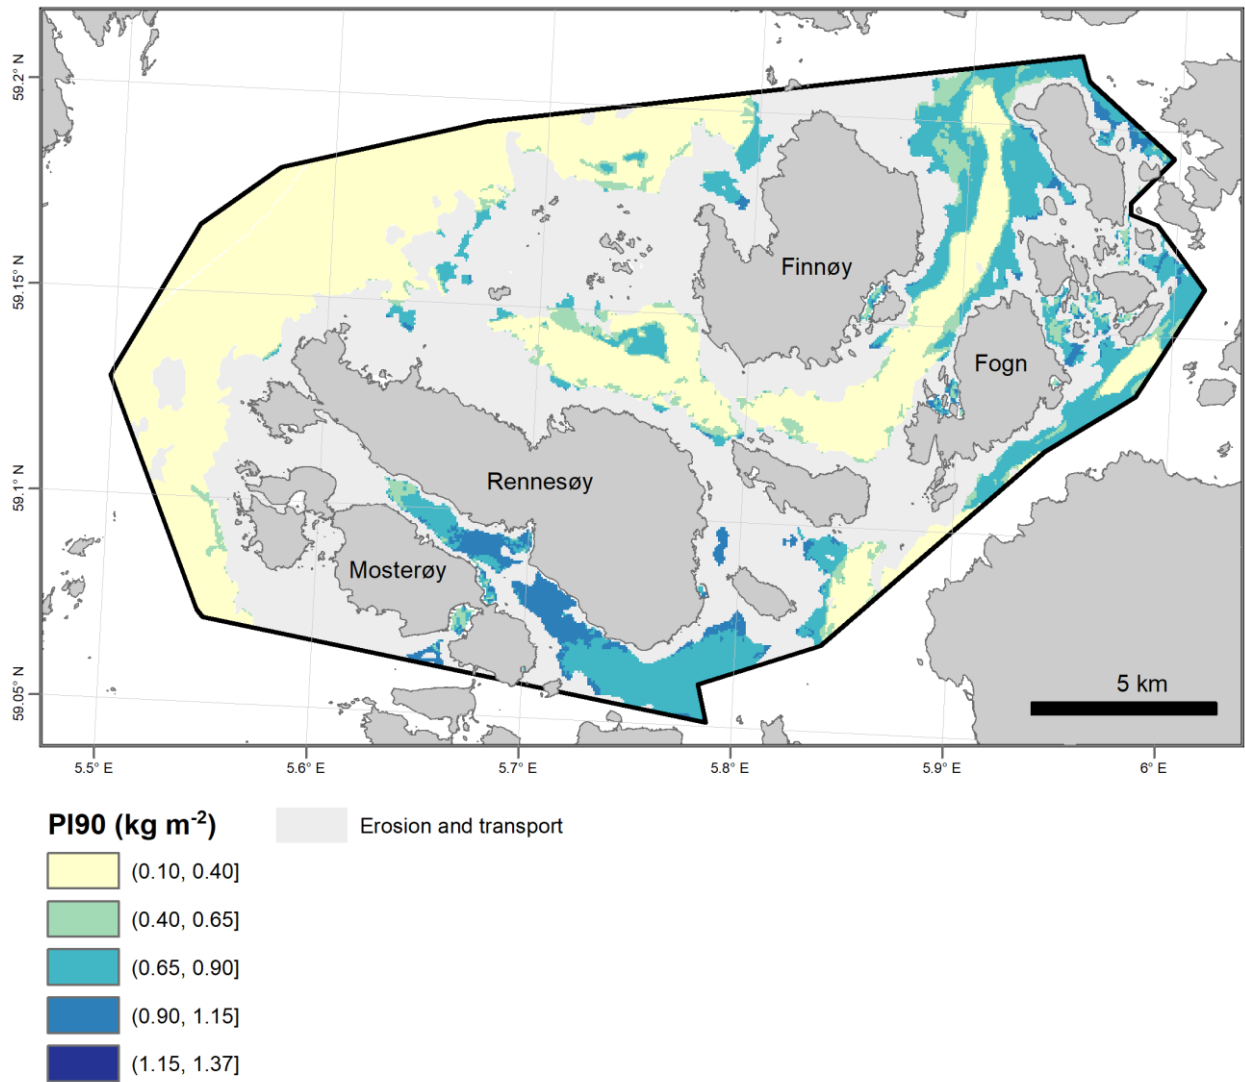 59.2° N
59.15° N
59.1° N
59.05° N
Finnøy
Fogn
Rennesøy
Mosterøy
5 km
5.5° E
5.6° E
5.7° E
5.8° E
5.9° E
6° E
PI90 (kg m⁻²)
Erosion and transport
(0.10, 0.40]
(0.40, 0.65]
(0.65, 0.90]
(0.90, 1.15]
(1.15, 1.37]